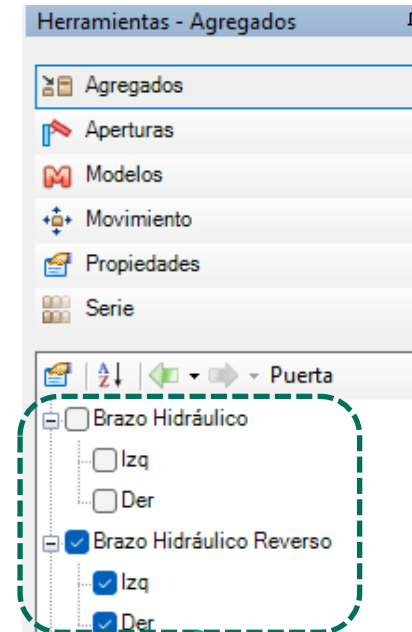 Herramientas - Agregados
Agregados
Aperturas
Modelos
Movimiento
Propiedades
Serie
Puerta
Brazo Hidráulico
Izq
Der
Brazo Hidráulico Reverso
Izq
Der